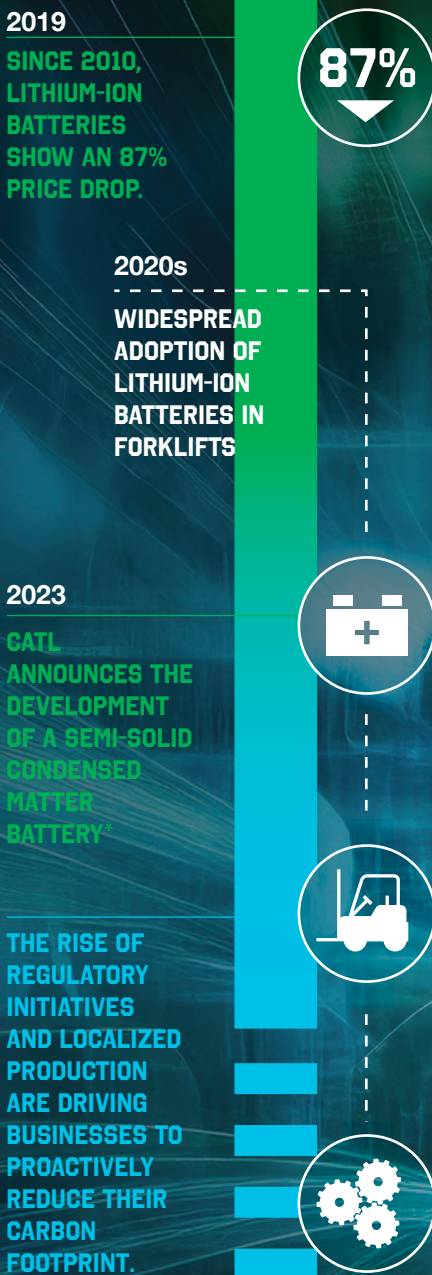 2019
SINCE 2010,
LITHIUM-ION
BATTERIES
SHOW AN 87%
PRICE DROP.
87%
2020s
WIDESPREAD
ADOPTION OF
LITHIUM-ION
BATTERIES IN
FORKLIFTS
2023
CATL
ANNOUNCES THE
DEVELOPMENT
OF A SEMI-SOLID
CONDENSED
MATTER
BATTERY*
THE RISE OF
REGULATORY
INITIATIVES
AND LOCALIZED
PRODUCTION
ARE DRIVING
BUSINESSES TO
PROACTIVELY
REDUCE THEIR
CARBON
FOOTPRINT.